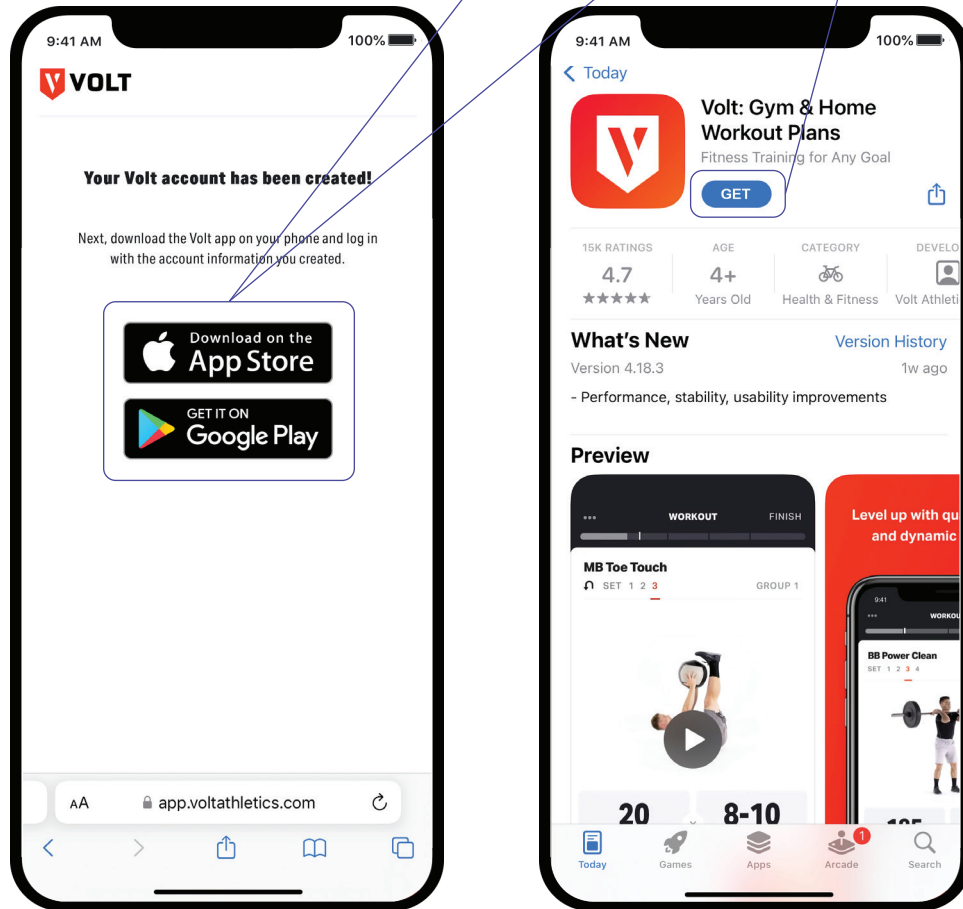 9:41 AM
100%
VOLT
Your Volt account has been created!
Next, download the Volt app on your phone and log in
with the account information you created.
Download on the
App Store
GET IT ON
Google Play
AA
app.voltathletics.com
9:41 AM
100%
Today
Volt: Gym & Home
Workout Plans
Fitness Training for Any Goal
GET
15K RATINGS
AGE
CATEGORY
DEVELO
4.7
4+
Years Old
Health & Fitness
Volt Athleti
What's New
Version History
Version 4.18.3
1w ago
- Performance, stability, usability improvements
Preview
WORKOUT
FINISH
MB Toe Touch
SET 1 2 3
GROUP 1
20
8-10
Level up with qu
and dynamic
9:41
WORKOU
BB Power Clean
SET 1 2 3 4
Today
Games
Apps
Arcade
1
Search